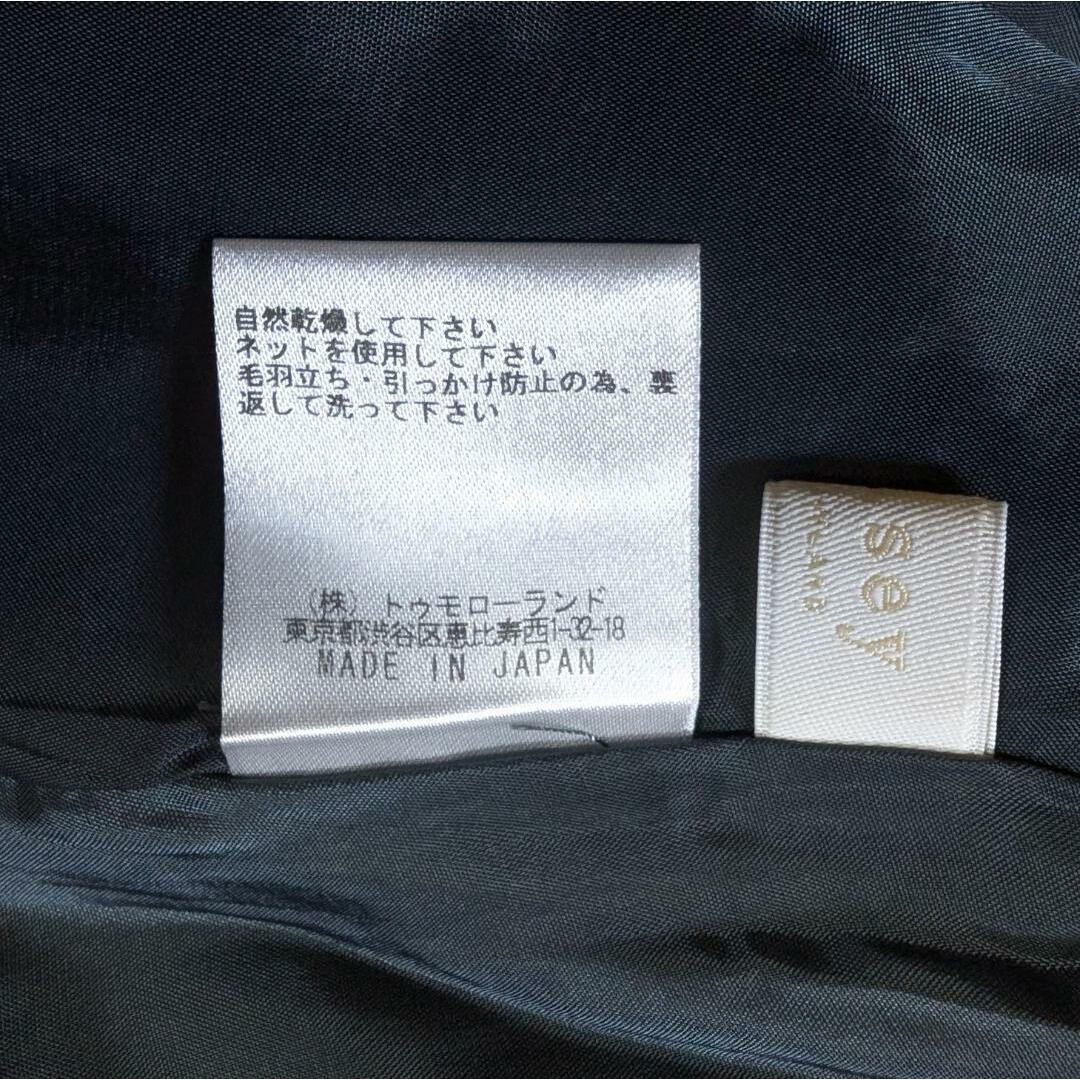 自然乾燥して下さい
ネットを使用して下さい
毛羽立ち・引っかけ防止の為、裏
返して洗って下さい
(株) トゥモローランド
東京都渋谷区恵比寿西1-32-18
MADE IN JAPAN
sey